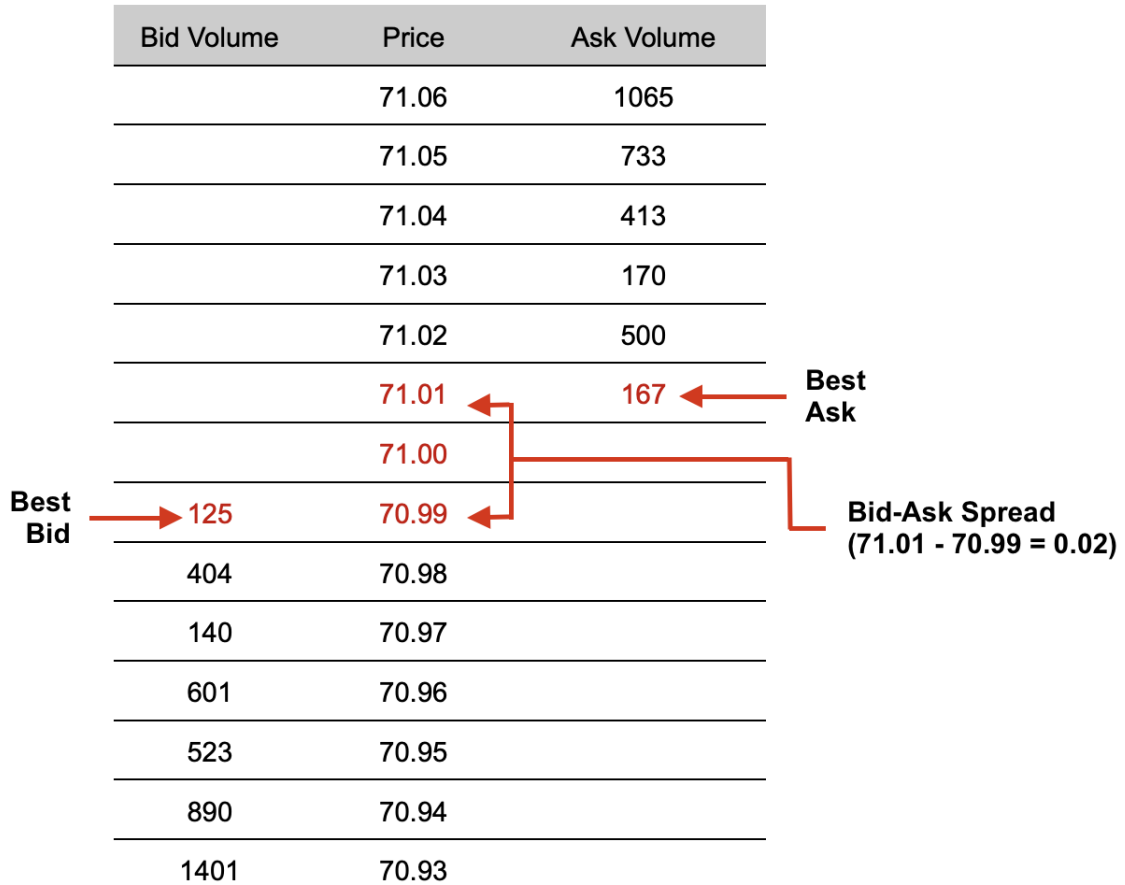 Bid Volume Price Ask Volume
71.06 1065
71.05 733
71.04 413
71.03 170
71.02 500
71.01 167
Best
Ask
71.00
Best
Bid
125 70.99
Bid-Ask Spread
(71.01 - 70.99 = 0.02)
404 70.98
140 70.97
601 70.96
523 70.95
890 70.94
1401 70.93